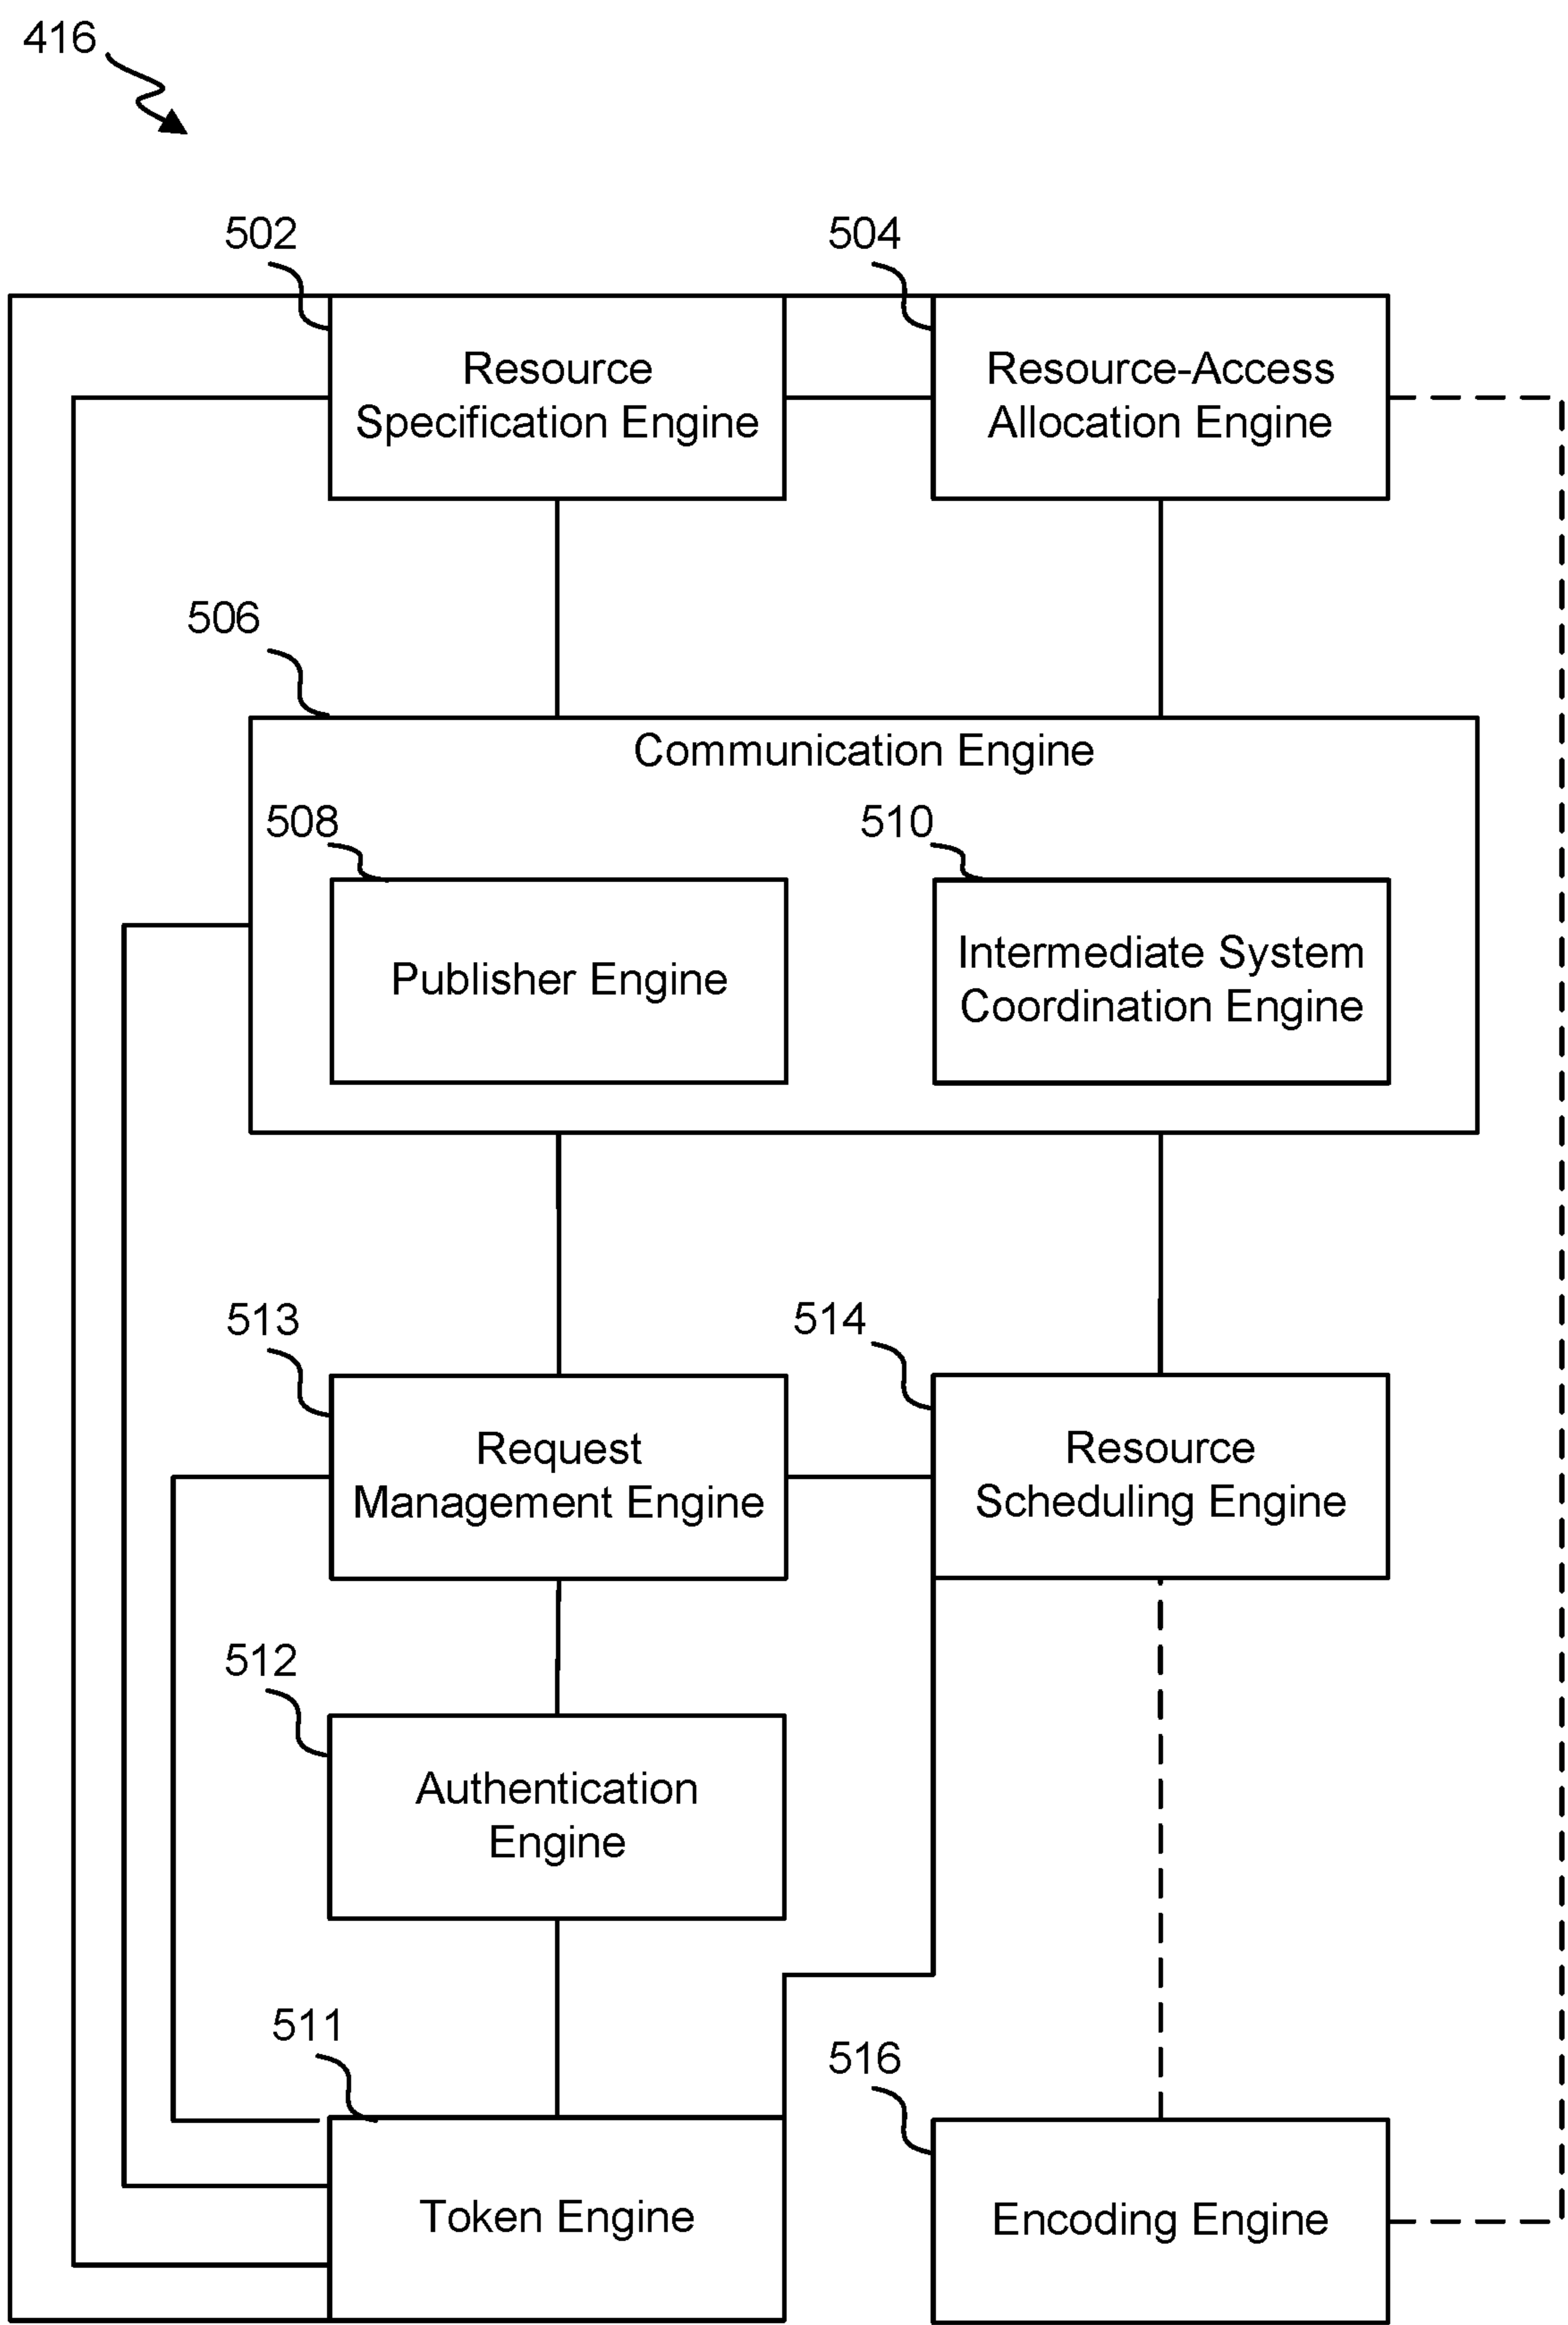 416
502
504
Resource
Specification Engine
Resource-Access
Allocation Engine
506
Communication Engine
508
510
Publisher Engine
Intermediate System
Coordination Engine
513
514
Request
Management Engine
Resource
Scheduling Engine
512
Authentication
Engine
511
516
Token Engine
Encoding Engine